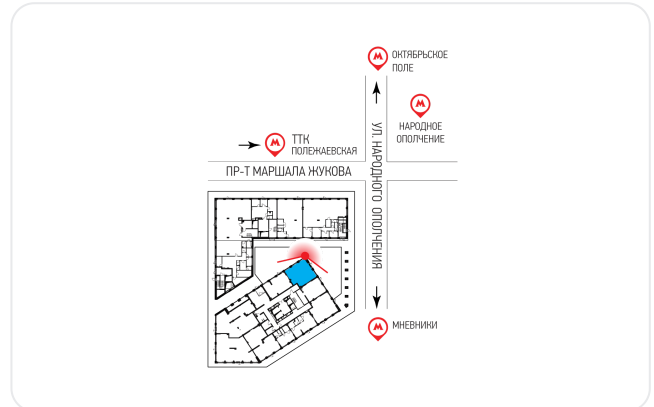 ОКТЯБРЬСКОЕ
ПОЛЕ
НАРОДНОЕ
ОПОЛЧЕНИЕ
ТТК
ПОЛЕЖАЕВСКАЯ
ПР-Т МАРШАЛА ЖУКОВА
УЛ. НАРОДНОГО ОПОЛЧЕНИЯ
МНЕВНИКИ